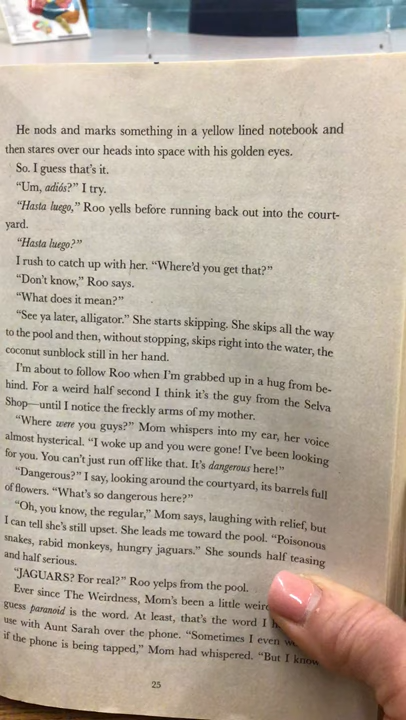 He nods and marks something in a yellow lined notebook and
then stares over our heads into space with his golden eyes.
So. I guess that's it.
"Um, adiós?" I try.
"Hasta luego," Roo yells before running back out into the court-
yard.
"Hasta luego?"
I rush to catch up with her. "Where'd you get that?"
"Don't know," Roo says.
"What does it mean?"
"See ya later, alligator." She starts skipping. She skips all the way
to the pool and then, without stopping, skips right into the water, the
coconut sunblock still in her hand.
I'm about to follow Roo when I'm grabbed up in a hug from be-
hind. For a weird half second I think it's the guy from the Selva
Shop—until I notice the freckly arms of my mother.
"Where were you guys?" Mom whispers into my ear, her voice
almost hysterical. "I woke up and you were gone! I've been looking
for you. You can't just run off like that. It's dangerous here!"
"Dangerous?" I say, looking around the courtyard, its barrels full
of flowers. "What's so dangerous here?"
"Oh, you know, the regular," Mom says, laughing with relief, but
I can tell she's still upset. She leads me toward the pool. "Poisonous
snakes, rabid monkeys, hungry jaguars." She sounds half teasing
and half serious.
"JAGUARS? For real?" Roo yelps from the pool.
Ever since The Weirdness, Mom's been a little
guess paranoid is the word. At least, that's the word I
use with Aunt Sarah over the phone. "Sometimes I even
if the phone is being tapped," Mom had whispered. "But I know
25